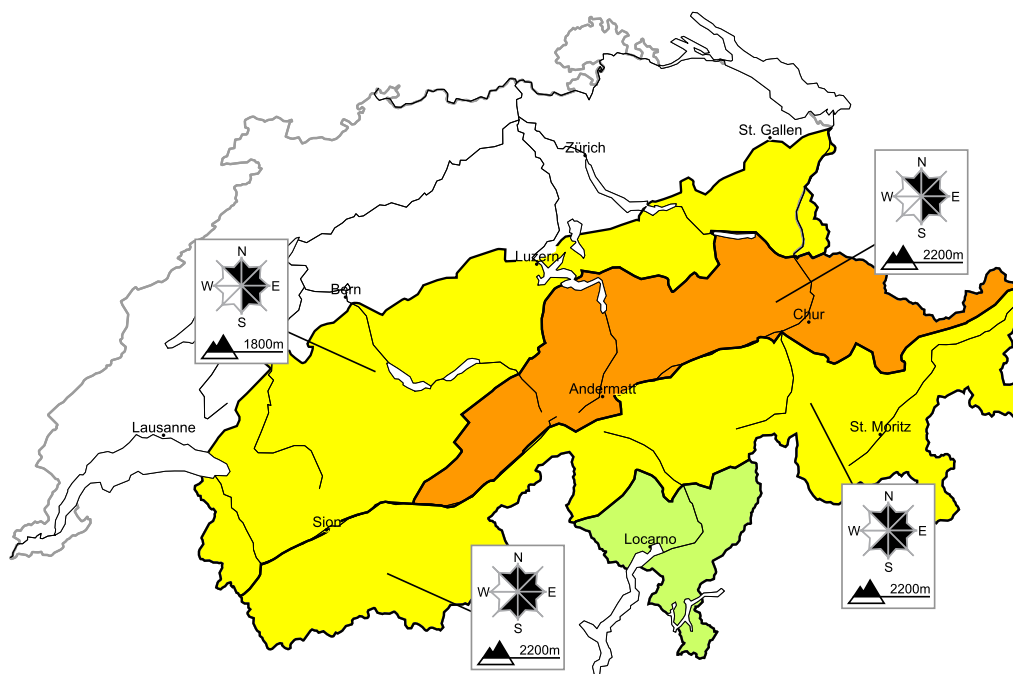 St. Gallen
Zürich
N
W E
S
2200m
Luzern
N
W E
S
1800m
Bern
Chur
Andermatt
Lausanne
St. Moritz
N
W E
S
2200m
Sion
Locarno
N
W E
S
2200m